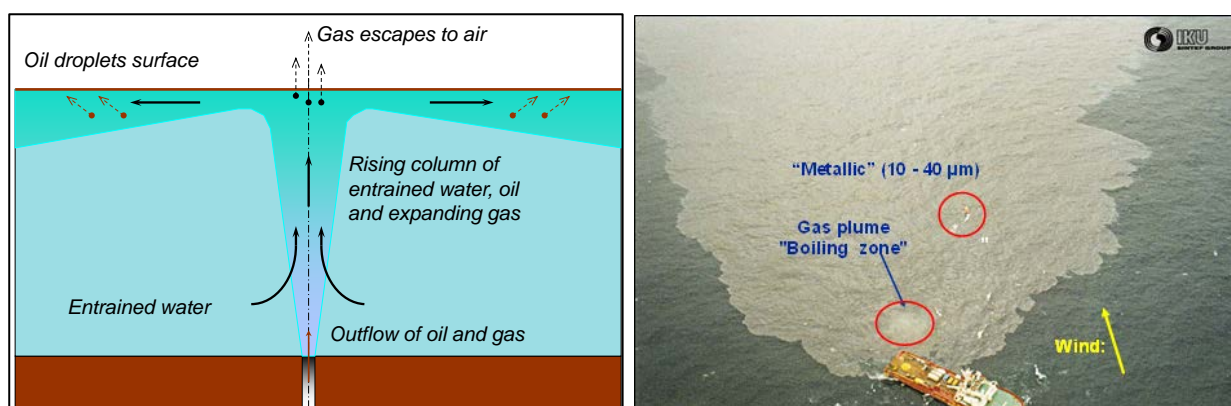 Gas escapes to air
Oil droplets surface
Rising column of
entrained water, oil
and expanding gas
Entrained water
Outflow of oil and gas
IKU
SINTEF GROUP
“Metallic” (10 - 40 µm)
Gas plume
"Boiling zone"
Wind: